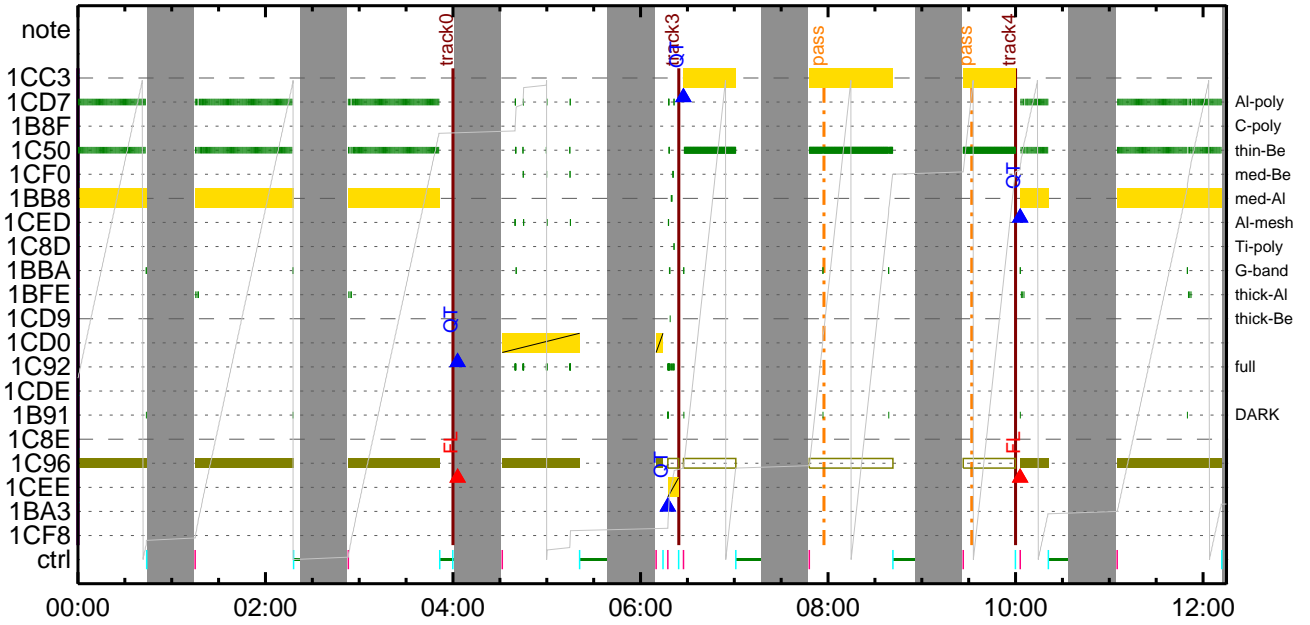 note
track0
track3
QT
pass
pass
track4
1CC3
1CD7 Al-poly
1B8F C-poly
1C50 thin-Be
1CF0 med-Be
QT
1BB8 med-Al
1CED Al-mesh
1C8D Ti-poly
1BBA G-band
1BFE thick-Al
1CD9 thick-Be
QT
1CD0
1C92 full
1CDE
1B91 DARK
1C8E
FL
FL
1C96
QT
1CEE
1BA3
1CF8
ctrl
00:00 02:00 04:00 06:00 08:00 10:00 12:00